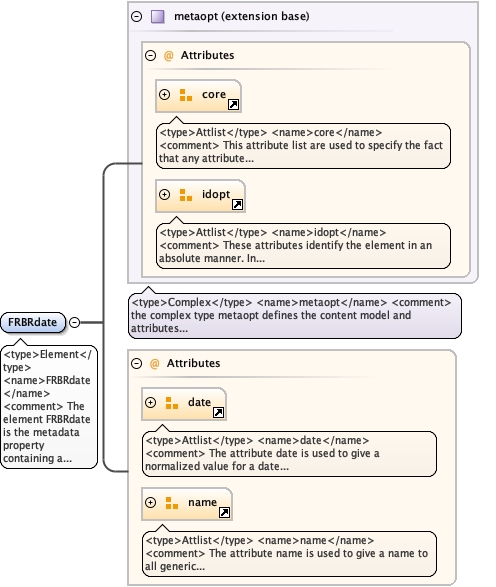 metaopt (extension base)
@ Attributes
core
<type>Attlist</type> <name>core</name>
<comment> This attribute list are used to specify the fact
that any attribute...
idopt
<type>Attlist</type> <name>idopt</name>
<comment> These attributes identify the element in an
absolute manner. In...
<type>Complex</type> <name>metaopt</name> <comment>
the complex type metaopt defines the content model and
attributes...
FRBRdate
<type>Element</
type>
<name>FRBRdate
</name>
<comment> The
element FRBRdate
is the metadata
property
containing a...
@ Attributes
date
<type>Attlist</type> <name>date</name>
<comment> The attribute date is used to give a
normalized value for a date...
name
<type>Attlist</type> <name>name</name>
<comment> The attribute name is used to give a name to
all generic...